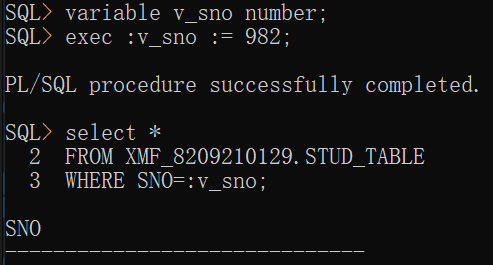 SQL> variable v_sno number;
SQL> exec :v_sno := 982;
PL/SQL procedure successfully completed.
SQL> select *
2 FROM XMF_8209210129.STUD_TABLE
3 WHERE SNO=:v_sno;
SNO
------------------------------